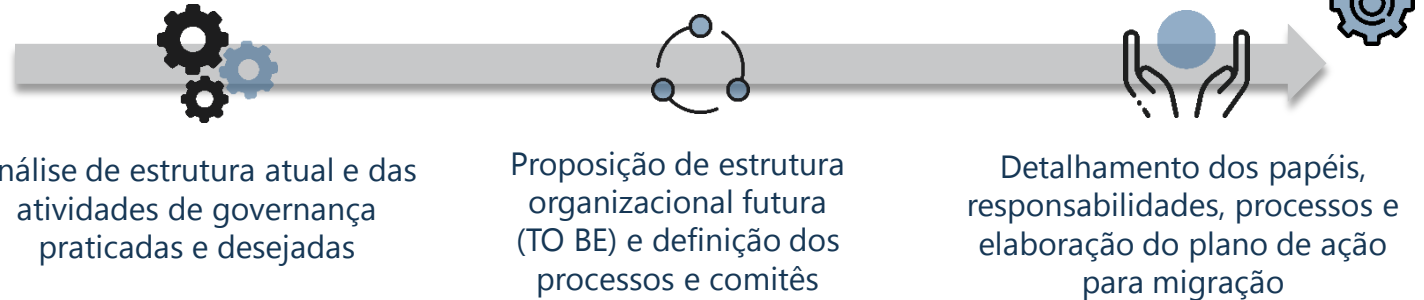 nálise de estrutura atual e das
atividades de governança
praticadas e desejadas
Proposição de estrutura
organizacional futura
(TO BE) e definição dos
processos e comitês
Detalhamento dos papéis,
responsabilidades, processos e
elaboração do plano de ação
para migração